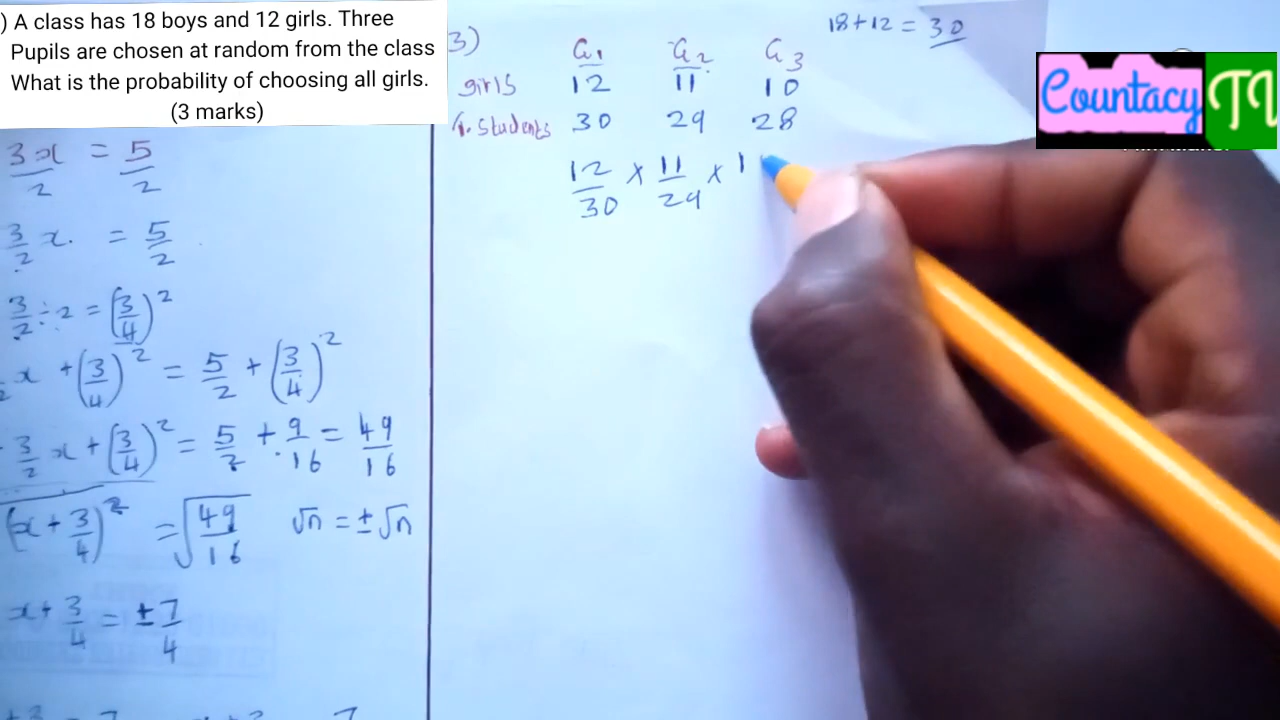 ) A class has 18 boys and 12 girls. Three
Pupils are chosen at random from the class
What is the probability of choosing all girls.
(3 marks)
3x/2 = 5/2
3/2 x. = 5/2
3/2 ÷ 2 = (3/4)²
x + (3/4)² = 5/2 + (3/4)²
3/2 x + (3/4)² = 5/2 + 9/16 = 49/16
(x + 3/4)² = √49/16 √n = ±√n
x + 3/4 = ±7/4
3) 18+12 = 30
G₁ G₂ G₃
girls 12 11 10
T. Students 30 29 28
12/30 × 11/29 × 1
Countacy TV